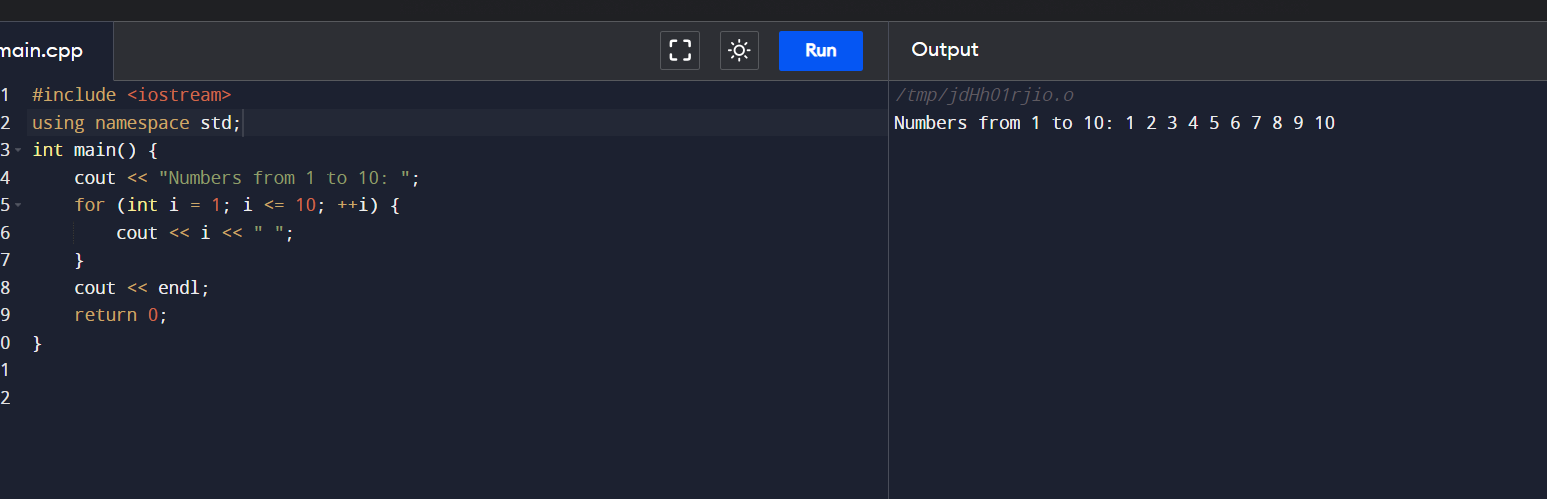 main.cpp
Run
Output
1 #include <iostream>
2 using namespace std;
3 int main() {
4     cout << "Numbers from 1 to 10: ";
5     for (int i = 1; i <= 10; ++i) {
6         cout << i << " ";
7     }
8     cout << endl;
9     return 0;
0 }
1
2
/tmp/jdHhO1rjio.o
Numbers from 1 to 10: 1 2 3 4 5 6 7 8 9 10